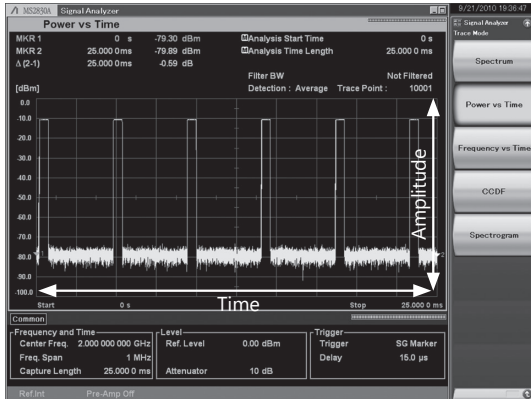 MS2830A Signal Analyzer
9/21/2010 19:36:47
Power vs Time
Signal Analyzer
Trace Mode
MKR 1 0 s -79.30 dBm Analysis Start Time 0 s
MKR 2 25.000 0ms -79.89 dBm Analysis Time Length 25.000 0 ms
Δ (2-1) 25.000 0ms -0.59 dB
Filter BW Not Filtered
[dBm] Detection : Average Trace Point : 10001
0.0
-10.0
-20.0
-30.0
-40.0
-50.0
-60.0
-70.0
-80.0
-90.0
-100.0
2
Amplitude
Time
Start 0 s Stop 25.000 0 ms
Spectrum
Power vs Time
Frequency vs Time
CCDF
Spectrogram
Common
Frequency and Time
Center Freq. 2.000 000 000 GHz
Freq. Span 1 MHz
Capture Length 25.000 0 ms
Level
Ref. Level 0.00 dBm
Attenuator 10 dB
Trigger
Trigger SG Marker
Delay 15.0 µs
Ref.Int Pre-Amp Off